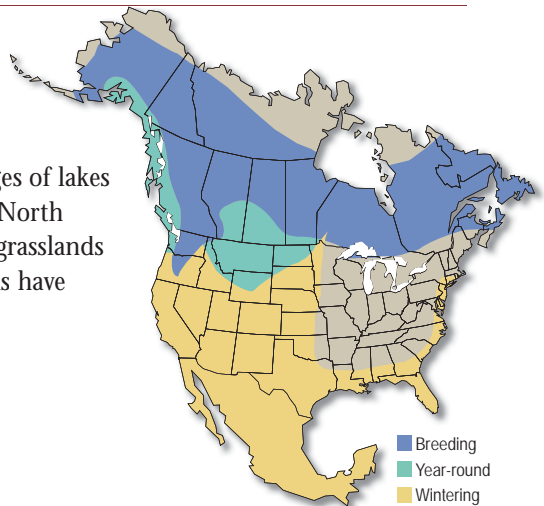 ges of lakes
North
grasslands
s have
Breeding
Year-round
Wintering